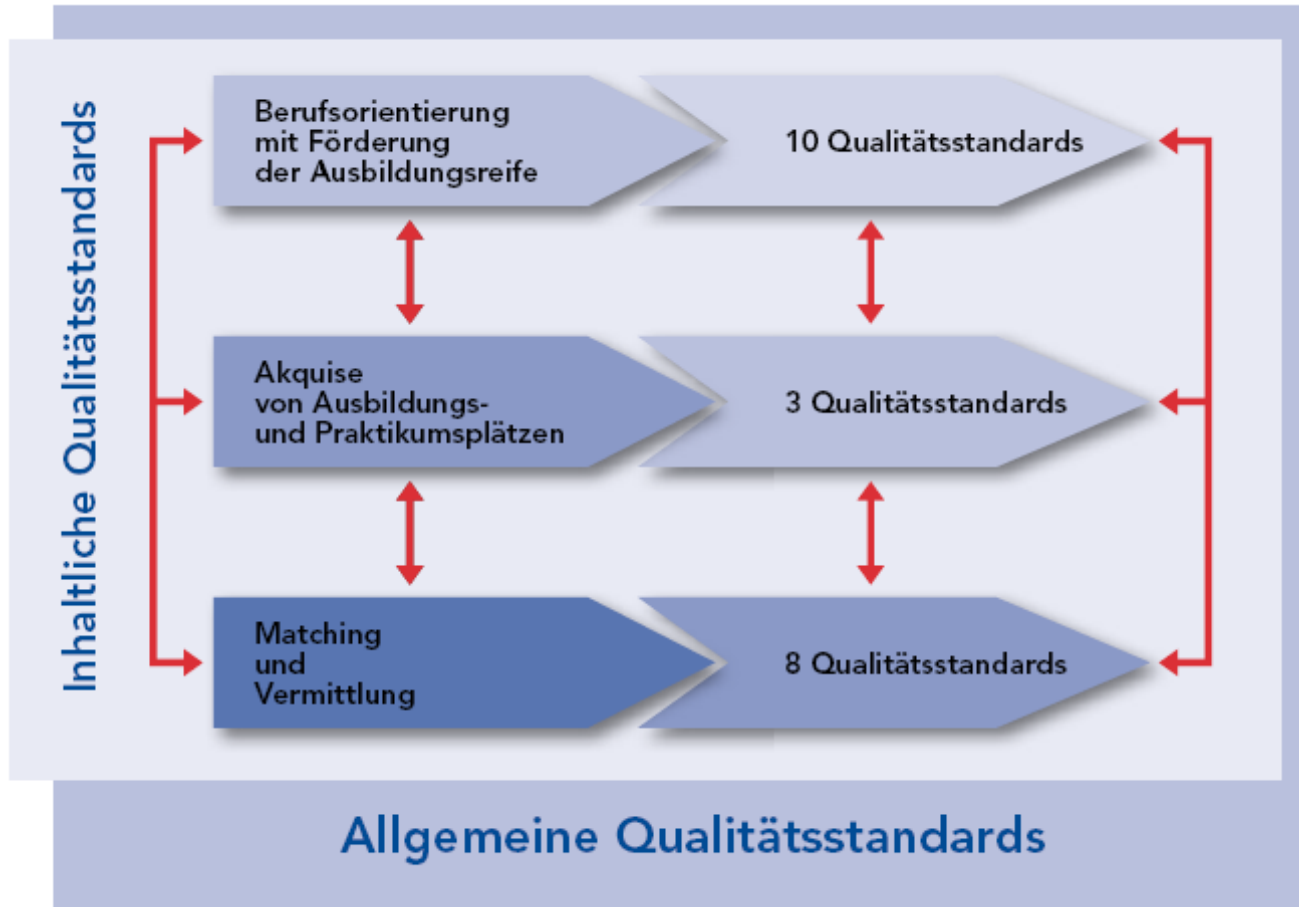 Inhaltliche Qualitätsstandards
Berufsorientierung
mit Förderung
der Ausbildungsreife
10 Qualitätsstandards
Akquise
von Ausbildungs-
und Praktikumsplätzen
3 Qualitätsstandards
Matching
und
Vermittlung
8 Qualitätsstandards
Allgemeine Qualitätsstandards